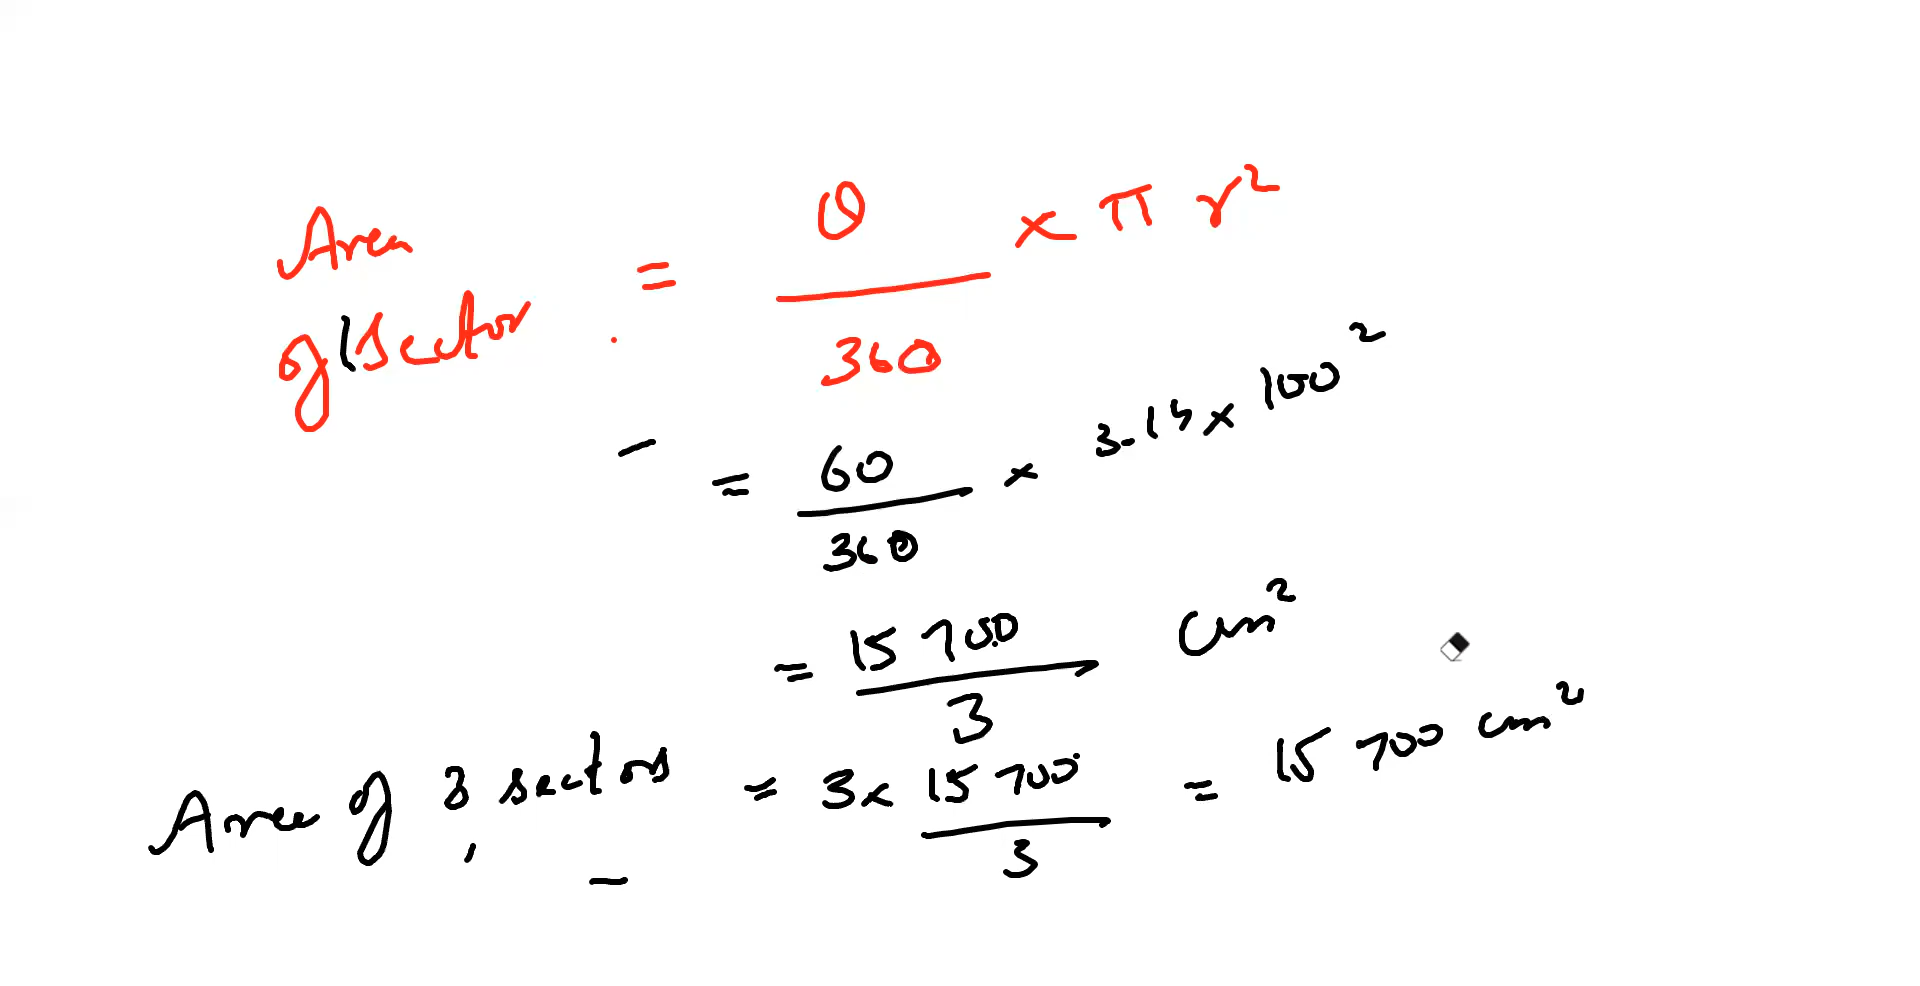 Area of 1 sector = θ/360 × π r²
= 60/360 × 3.14 × 100²
= 15700/3 cm²
Area of 3 sectors = 3 × 15700/3 = 15700 cm²